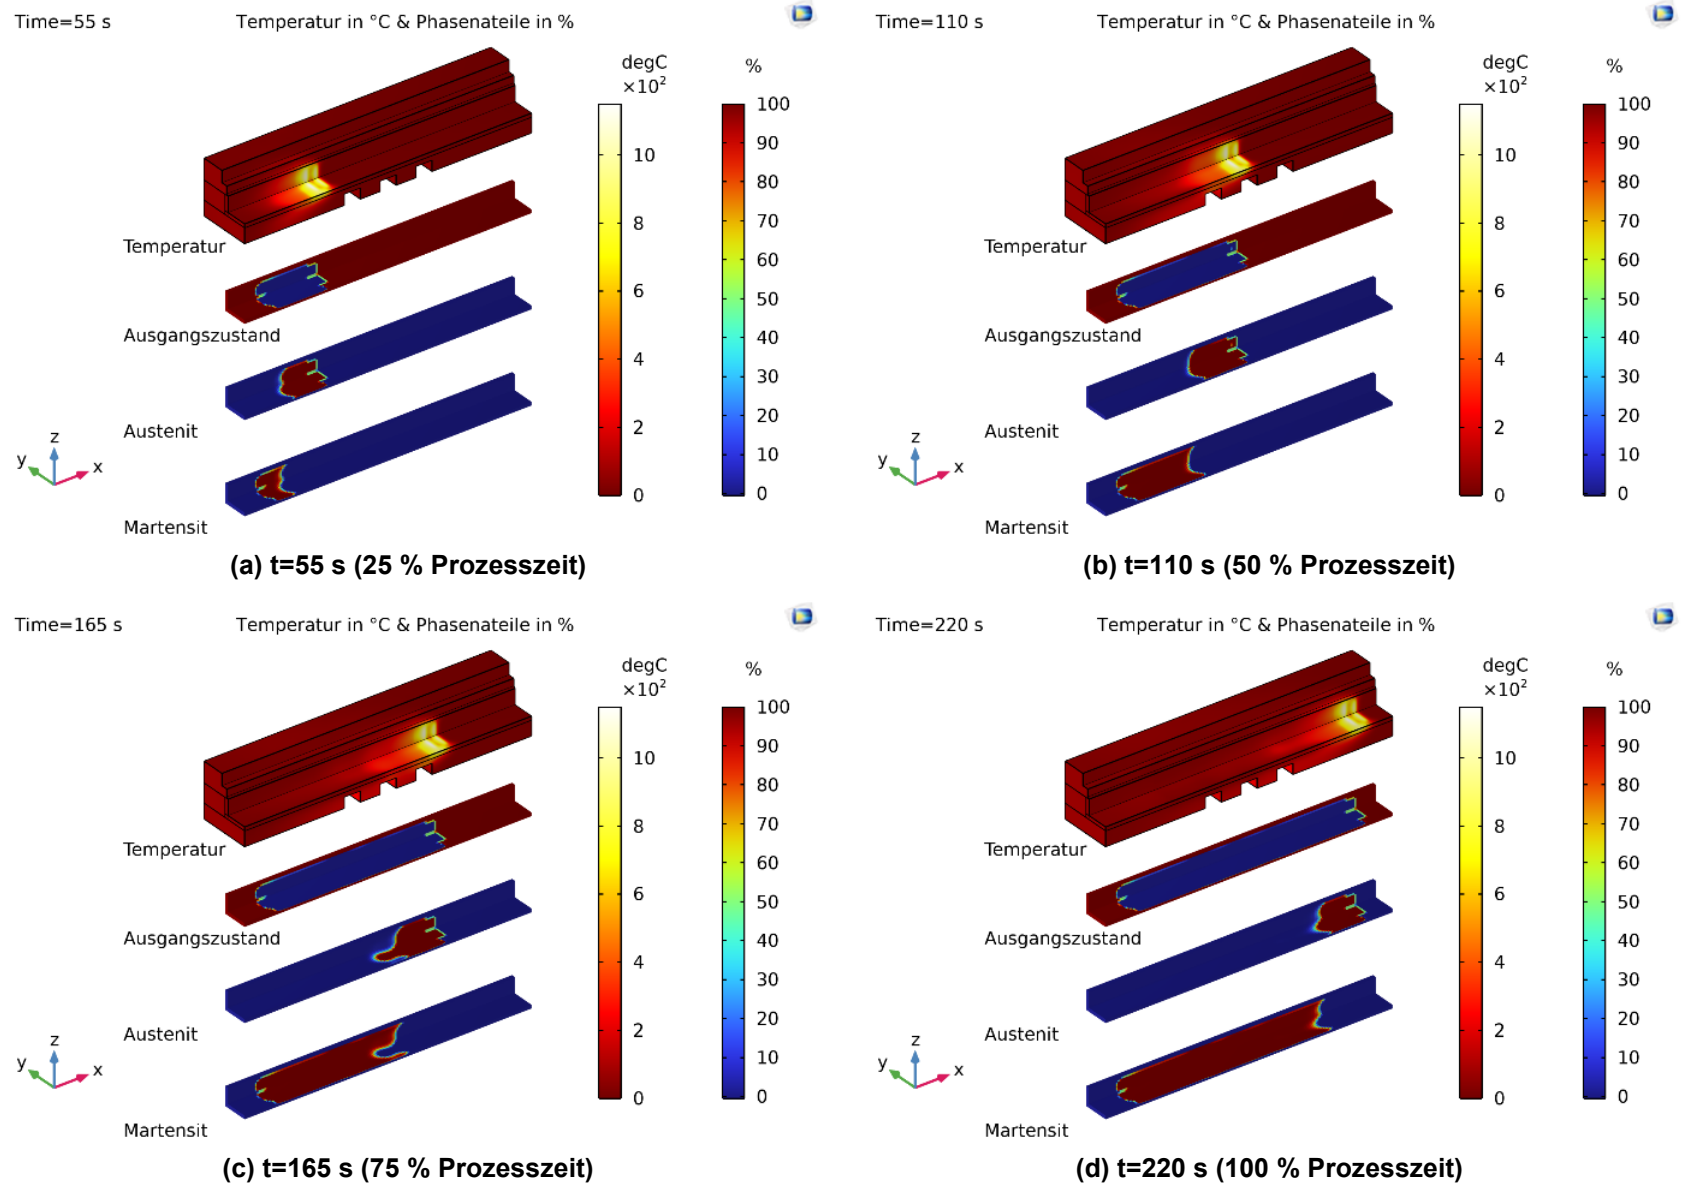 Time=55 s
Temperatur in °C & Phasenateile in %
degC
×10²
%
10
8
6
4
2
0
100
90
80
70
60
50
40
30
20
10
0
Temperatur
Ausgangszustand
Austenit
Martensit
z
y
x
(a) t=55 s (25 % Prozesszeit)
Time=110 s
Temperatur in °C & Phasenateile in %
degC
×10²
%
10
8
6
4
2
0
100
90
80
70
60
50
40
30
20
10
0
Temperatur
Ausgangszustand
Austenit
Martensit
z
y
x
(b) t=110 s (50 % Prozesszeit)
Time=165 s
Temperatur in °C & Phasenateile in %
degC
×10²
%
10
8
6
4
2
0
100
90
80
70
60
50
40
30
20
10
0
Temperatur
Ausgangszustand
Austenit
Martensit
z
y
x
(c) t=165 s (75 % Prozesszeit)
Time=220 s
Temperatur in °C & Phasenateile in %
degC
×10²
%
10
8
6
4
2
0
100
90
80
70
60
50
40
30
20
10
0
Temperatur
Ausgangszustand
Austenit
Martensit
z
y
x
(d) t=220 s (100 % Prozesszeit)